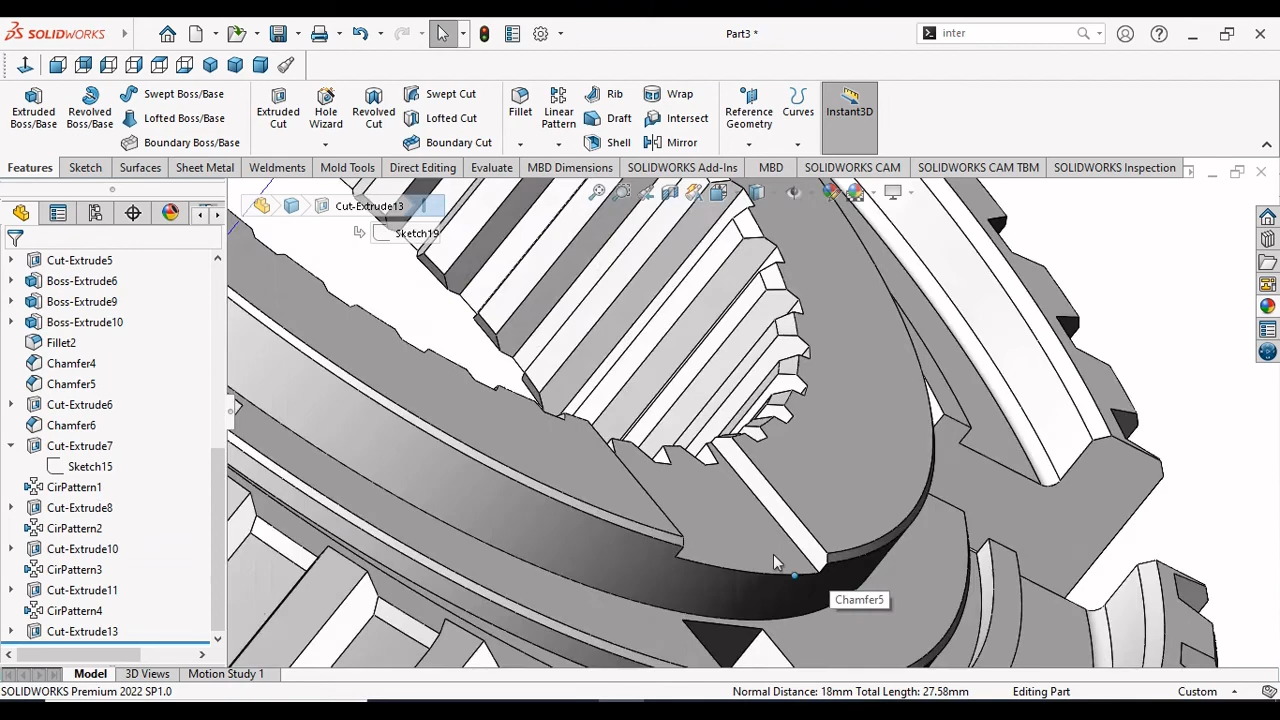 SOLIDWORKS
Part3 *
inter
Extruded Boss/Base
Revolved Boss/Base
Swept Boss/Base
Lofted Boss/Base
Boundary Boss/Base
Extruded Cut
Hole Wizard
Revolved Cut
Swept Cut
Lofted Cut
Boundary Cut
Fillet
Linear Pattern
Rib
Draft
Shell
Wrap
Intersect
Mirror
Reference Geometry
Curves
Instant3D
Features Sketch Surfaces Sheet Metal Weldments Mold Tools Direct Editing Evaluate MBD Dimensions SOLIDWORKS Add-Ins MBD SOLIDWORKS CAM SOLIDWORKS CAM TBM SOLIDWORKS Inspection
Cut-Extrude13
Sketch19
Cut-Extrude5
Boss-Extrude6
Boss-Extrude9
Boss-Extrude10
Fillet2
Chamfer4
Chamfer5
Cut-Extrude6
Chamfer6
Cut-Extrude7
Sketch15
CirPattern1
Cut-Extrude8
CirPattern2
Cut-Extrude10
CirPattern3
Cut-Extrude11
CirPattern4
Cut-Extrude13
Chamfer5
Model 3D Views Motion Study 1
SOLIDWORKS Premium 2022 SP1.0 Normal Distance: 18mm Total Length: 27.58mm Editing Part Custom